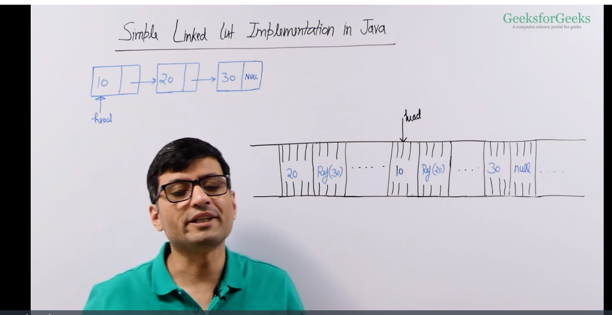 GeeksforGeeks
A computer science portal for geeks
Simple Linked List Implementation in Java
10 20 30 NULL
head
head
20 Ref(30) ..... 10 Ref(20) .... 30 null ....